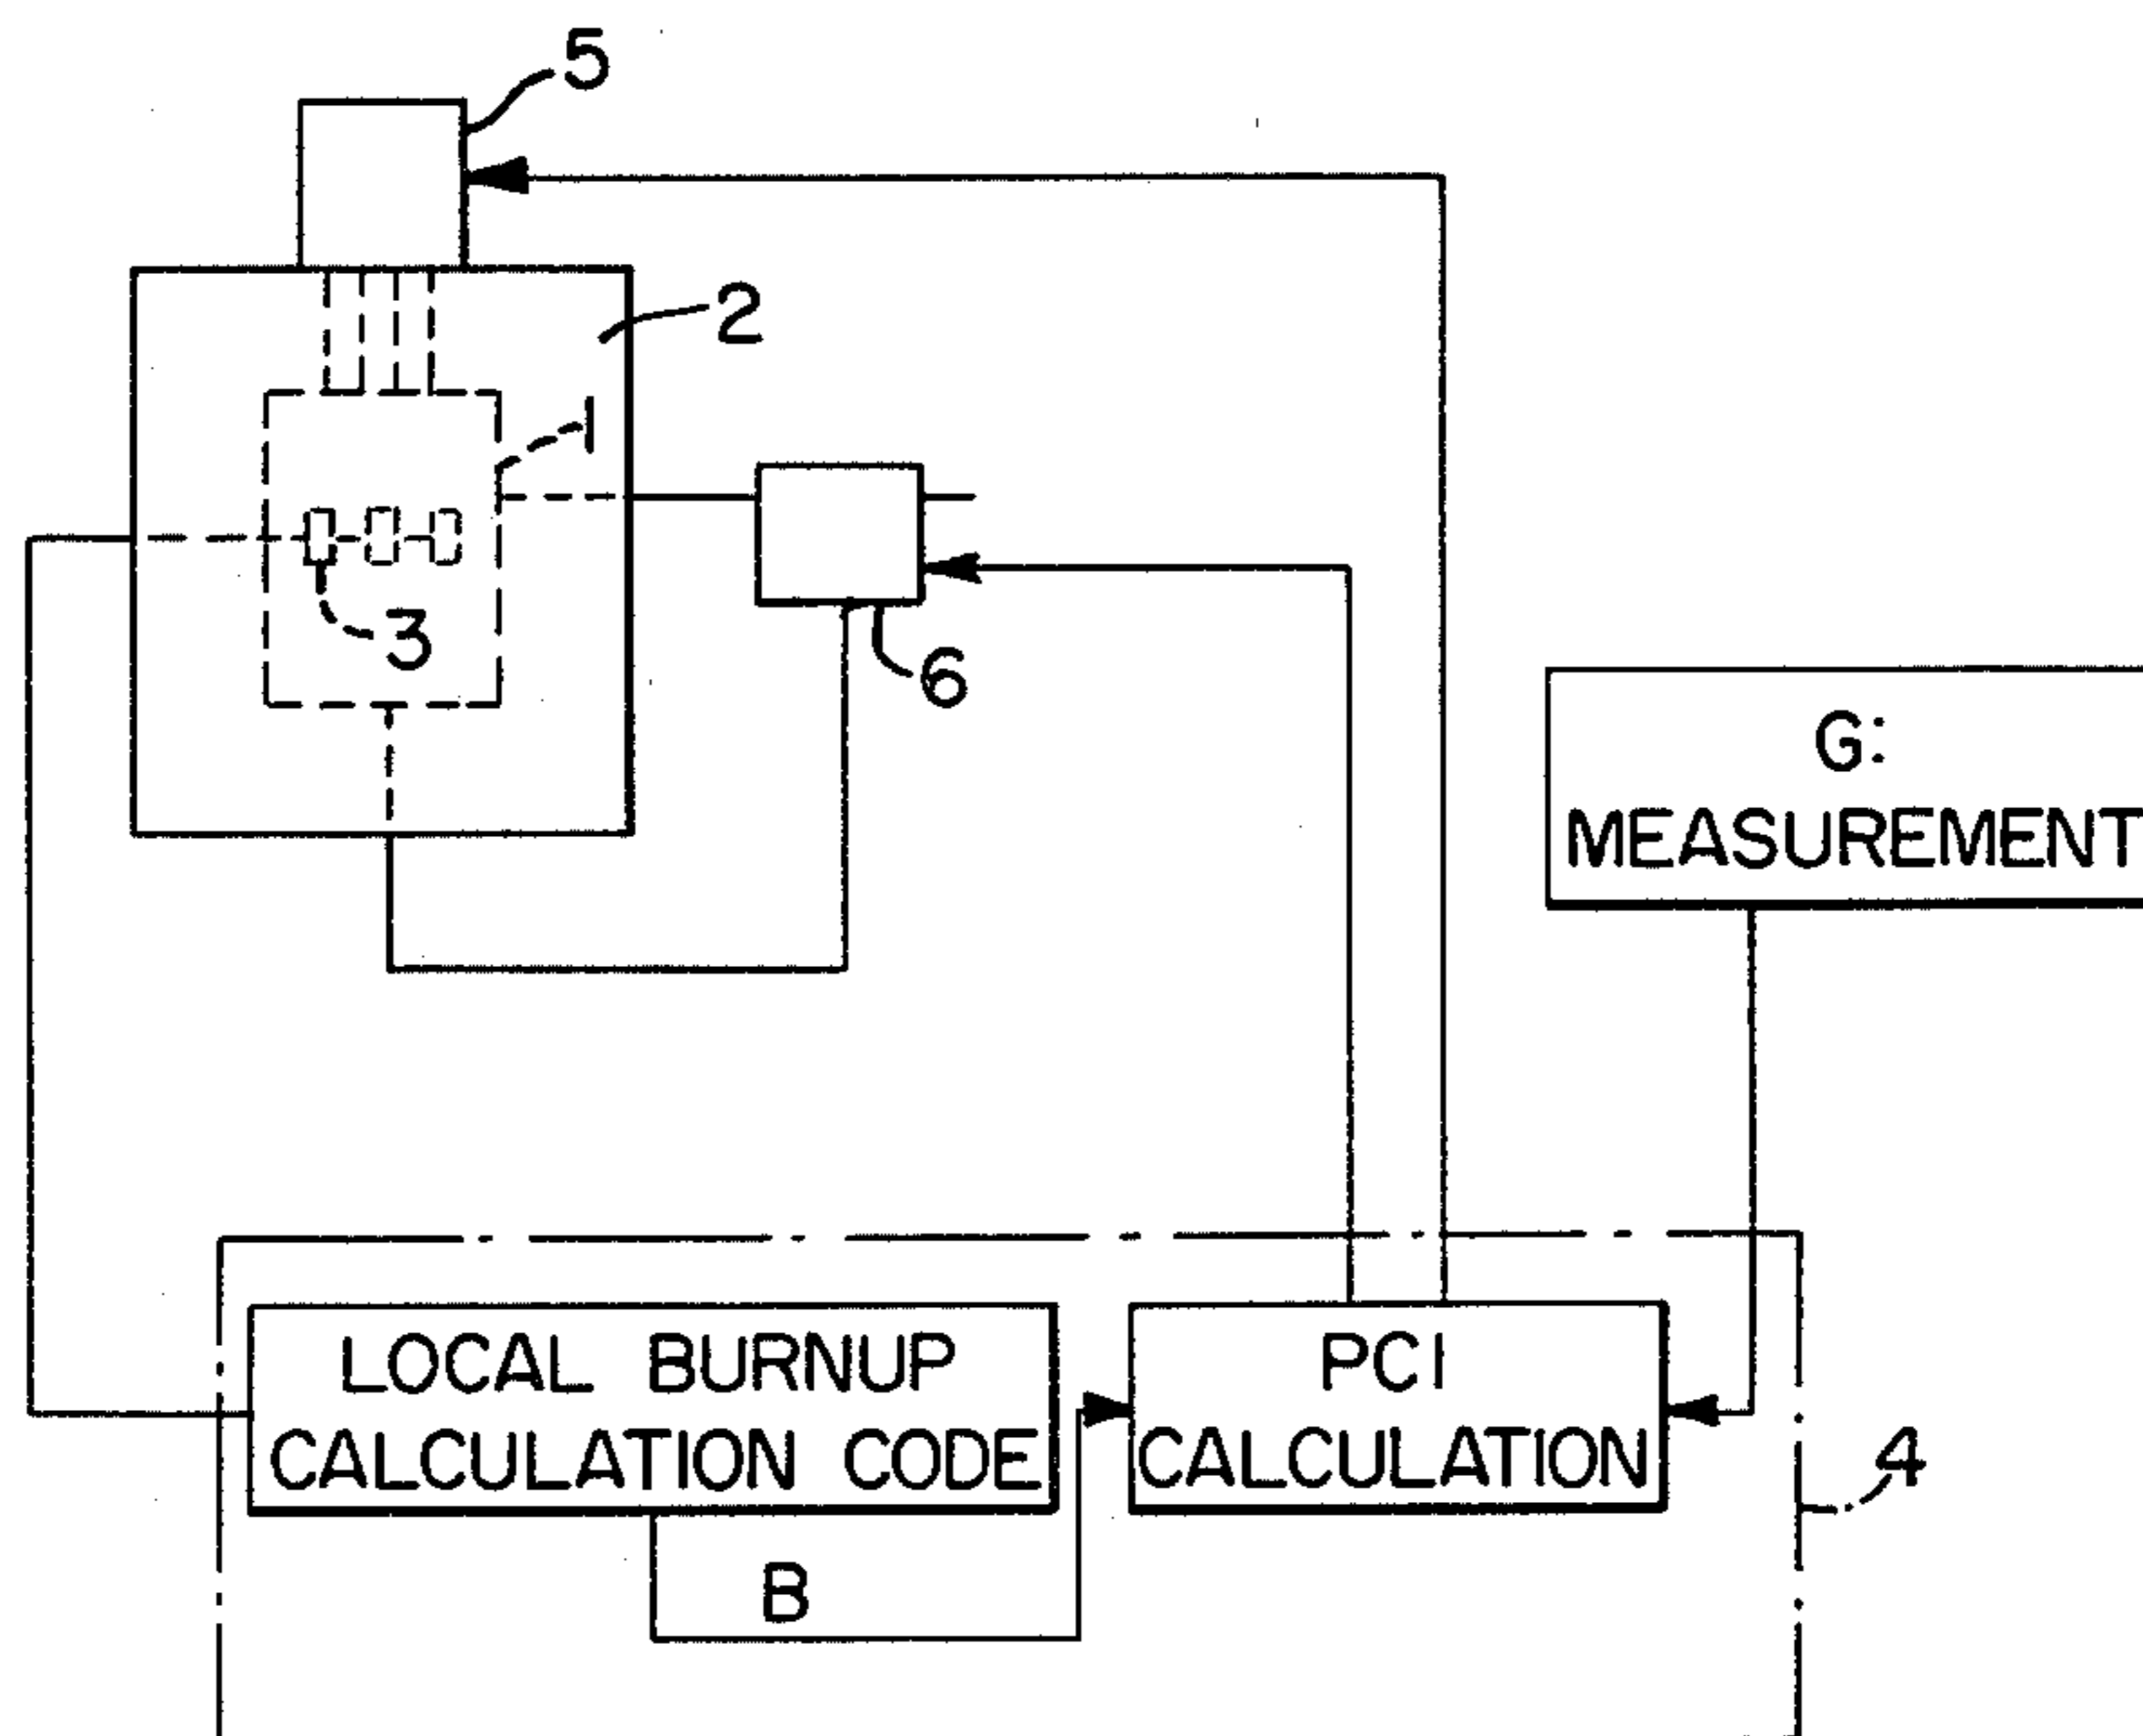 5
2
1
3
6
G:
MEASUREMENT
LOCAL BURNUP
CALCULATION CODE
PCI
CALCULATION
4
B